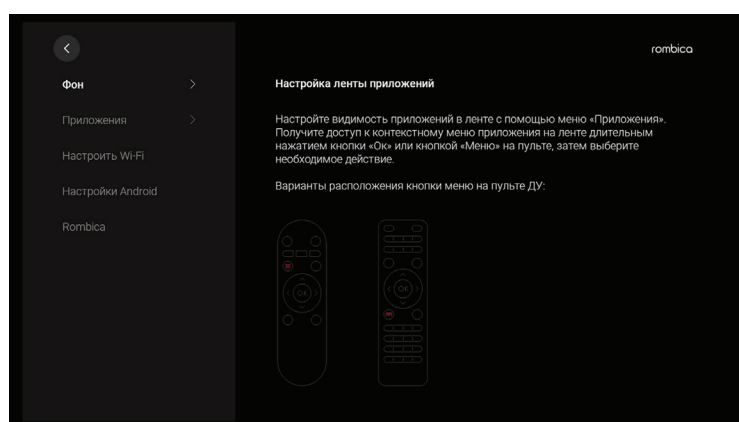 rombica
Фон
Приложения
Настроить Wi-Fi
Настройки Android
Rombica
Настройка ленты приложений
Настройте видимость приложений в ленте с помощью меню «Приложения».
Получите доступ к контекстному меню приложения на ленте длительным
нажатием кнопки «Ок» или кнопкой «Меню» на пульте, затем выберите
необходимое действие.
Варианты расположения кнопки меню на пульте ДУ:
OK
OK